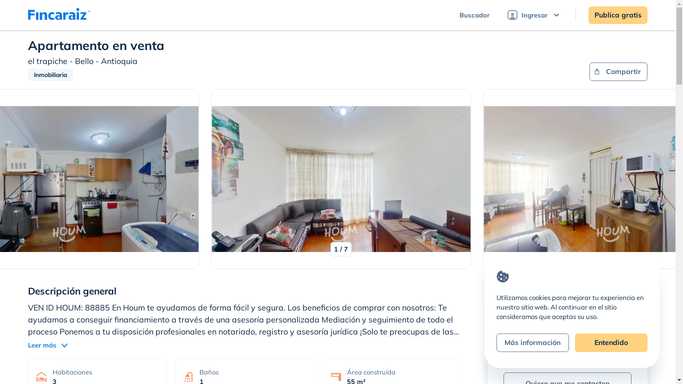 Fincaraiz
Buscador
Ingresar
Publica gratis
Apartamento en venta
el trapiche - Bello - Antioquia
Inmobiliaria
Compartir
HOUM
HOUM
HOUM
1 / 7
Descripción general
VEN ID HOUM: 88885 En Houm te ayudamos de forma fácil y segura. Los beneficios de comprar con nosotros: Te
ayudamos a conseguir financiamiento a través de una asesoría personalizada Mediación y seguimiento de todo el
proceso Ponemos a tu disposición profesionales en notariado, registro y asesoría jurídica ¡Solo te preocupas de las...
Leer más
Habitaciones
3
Baños
1
Área construida
55 m²
Utilizamos cookies para mejorar tu experiencia en
nuestro sitio web. Al continuar en el sitio
consideramos que aceptas su uso.
Más información
Entendido
Quiero que me contacten